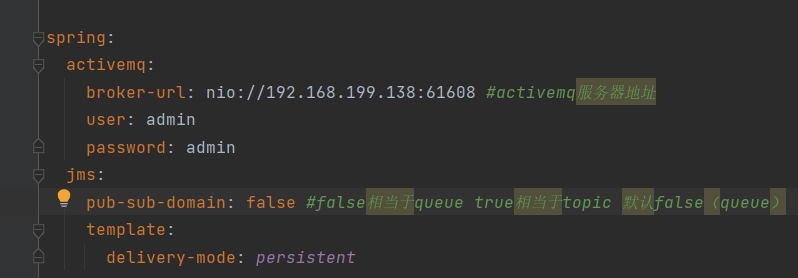 spring:
activemq:
broker-url: nio://192.168.199.138:61608 #activemq服务器地址
user: admin
password: admin
jms:
pub-sub-domain: false #false相当于queue true相当于topic 默认false（queue）
template:
delivery-mode: persistent